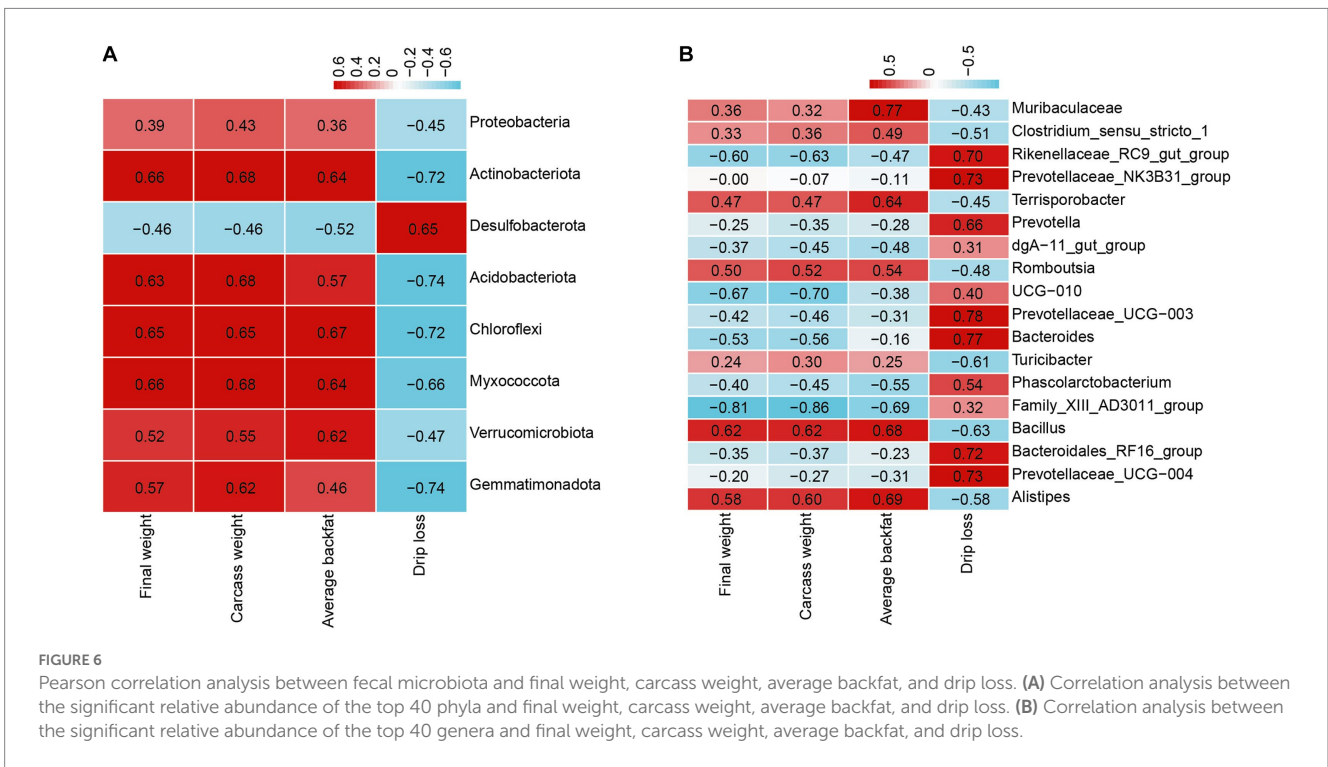 A
0.6 0.4 0.2 0 −0.2 −0.4 −0.6
0.39 0.43 0.36 −0.45 Proteobacteria
0.66 0.68 0.64 −0.72 Actinobacteriota
−0.46 −0.46 −0.52 0.65 Desulfobacterota
0.63 0.68 0.57 −0.74 Acidobacteriota
0.65 0.65 0.67 −0.72 Chloroflexi
0.66 0.68 0.64 −0.66 Myxococcota
0.52 0.55 0.62 −0.47 Verrucomicrobiota
0.57 0.62 0.46 −0.74 Gemmatimonadota
Final weight
Carcass weight
Average backfat
Drip loss
B
0.5 0 −0.5
0.36 0.32 0.77 −0.43 Muribaculaceae
0.33 0.36 0.49 −0.51 Clostridium_sensu_stricto_1
−0.60 −0.63 −0.47 0.70 Rikenellaceae_RC9_gut_group
−0.00 −0.07 −0.11 0.73 Prevotellaceae_NK3B31_group
0.47 0.47 0.64 −0.45 Terrisporobacter
−0.25 −0.35 −0.28 0.66 Prevotella
−0.37 −0.45 −0.48 0.31 dgA−11_gut_group
0.50 0.52 0.54 −0.48 Romboutsia
−0.67 −0.70 −0.38 0.40 UCG−010
−0.42 −0.46 −0.31 0.78 Prevotellaceae_UCG−003
−0.53 −0.56 −0.16 0.77 Bacteroides
0.24 0.30 0.25 −0.61 Turicibacter
−0.40 −0.45 −0.55 0.54 Phascolarctobacterium
−0.81 −0.86 −0.69 0.32 Family_XIII_AD3011_group
0.62 0.62 0.68 −0.63 Bacillus
−0.35 −0.37 −0.23 0.72 Bacteroidales_RF16_group
−0.20 −0.27 −0.31 0.73 Prevotellaceae_UCG−004
0.58 0.60 0.69 −0.58 Alistipes
Final weight
Carcass weight
Average backfat
Drip loss
FIGURE 6
Pearson correlation analysis between fecal microbiota and final weight, carcass weight, average backfat, and drip loss. (A) Correlation analysis between
the significant relative abundance of the top 40 phyla and final weight, carcass weight, average backfat, and drip loss. (B) Correlation analysis between
the significant relative abundance of the top 40 genera and final weight, carcass weight, average backfat, and drip loss.